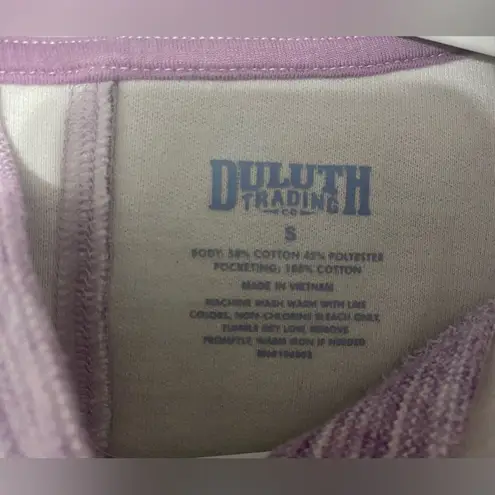 DULUTH
TRADING
CO
S
BODY: 58% COTTON 42% POLYESTER
POCKETING: 100% COTTON
MADE IN VIETNAM
MACHINE WASH WARM WITH LIKE
COLORS, NON-CHLORINE BLEACH ONLY,
TUMBLE DRY LOW, REMOVE
PROMPTLY, WARM IRON IF NEEDED